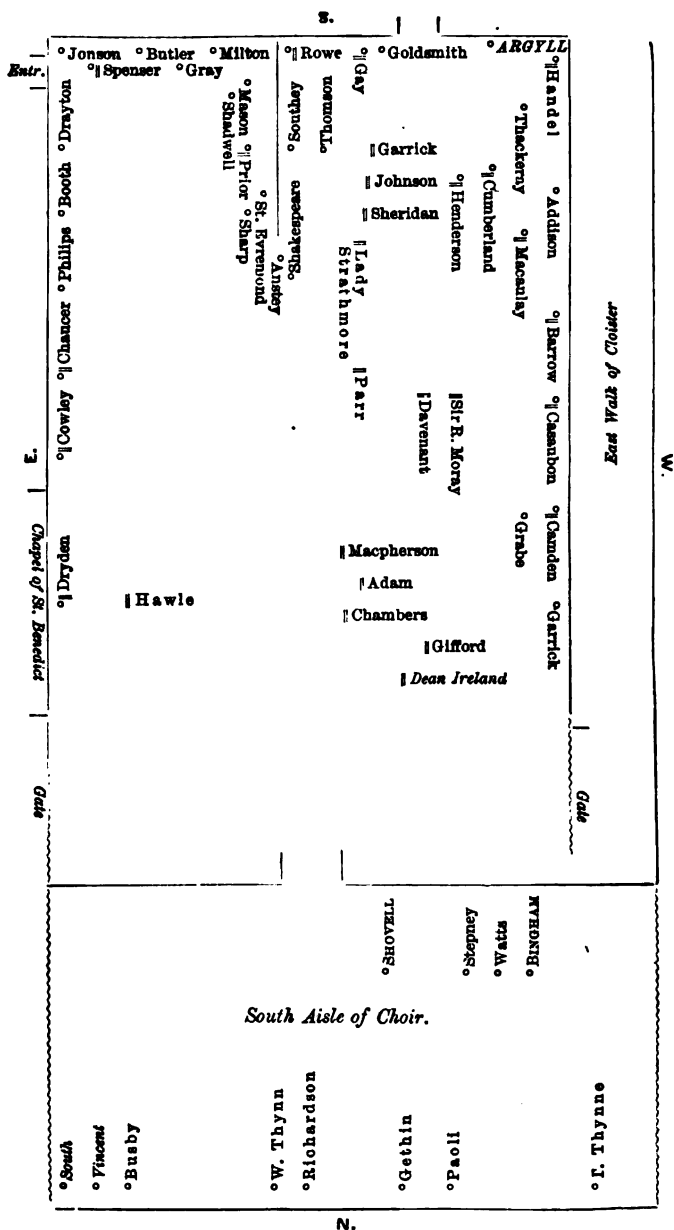 S.
Jonson
Butler
Milton
Rowe
Goldsmith
ARGYLL
Entr.
Spenser
Gray
Gay
Handel
Drayton
Mason
Shadwell
Southey
Thomson
Thackeray
Garrick
Booth
Prior
Sharp
Shakespeare
Johnson
Henderson
Cumberland
Addison
Sheridan
St. Evremond
Philips
Anstey
Lady
Strathmore
Macaulay
Chaucer
Parr
Barrow
East Walk of Cloister
Cowley
Davenant
Sir R. Moray
Casaubon
E.
W.
Chapel of St. Benedict
Dryden
Macpherson
Grabe
Camden
Adam
Hawle
Chambers
Garrick
Gifford
Dean Ireland
Gate
Gate
SHOVELL
Stepney
Watts
BINGHAM
South Aisle of Choir.
South
Vincent
Busby
W. Thynn
Richardson
Gethin
Paoli
T. Thynne
N.